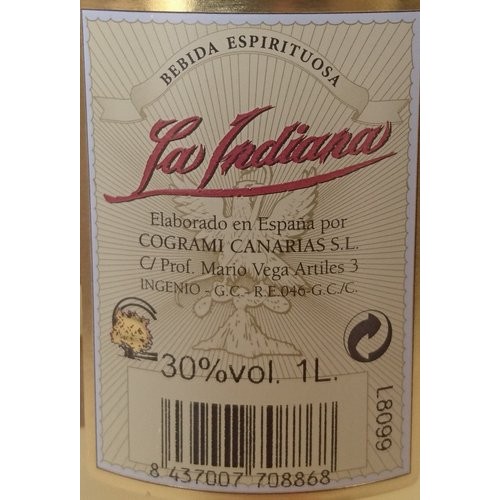 BEBIDA ESPIRITUOSA
La Indiana
Elaborado en España por
COGRAMI CANARIAS S.L.
C/ Prof. Mario Vega Artiles 3
INGENIO - G.C. - R.E.046-G.C./C.
30%vol. 1L.
L8099
8 437007 708868